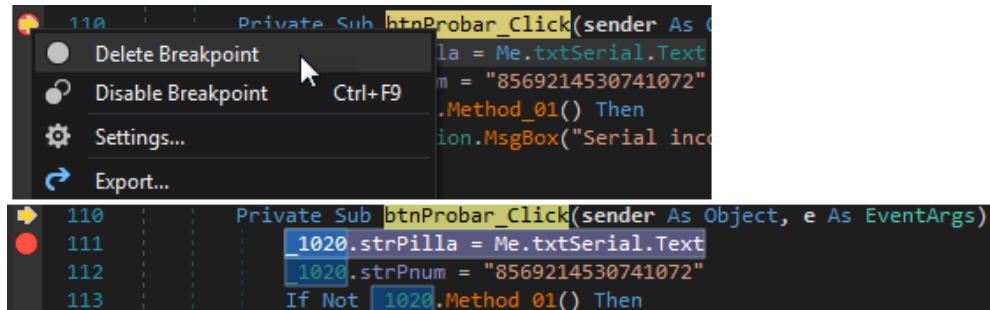 110 Private Sub btnProbar_Click(sender As
Delete Breakpoint la = Me.txtSerial.Text
Disable Breakpoint Ctrl+F9 = "8569214530741072"
Settings... .Method_01() Then
Export... ion.MsgBox("Serial inc
110 Private Sub btnProbar_Click(sender As Object, e As EventArgs)
111 _1020.strPilla = Me.txtSerial.Text
112 _1020.strPnum = "8569214530741072"
113 If Not _1020.Method_01() Then